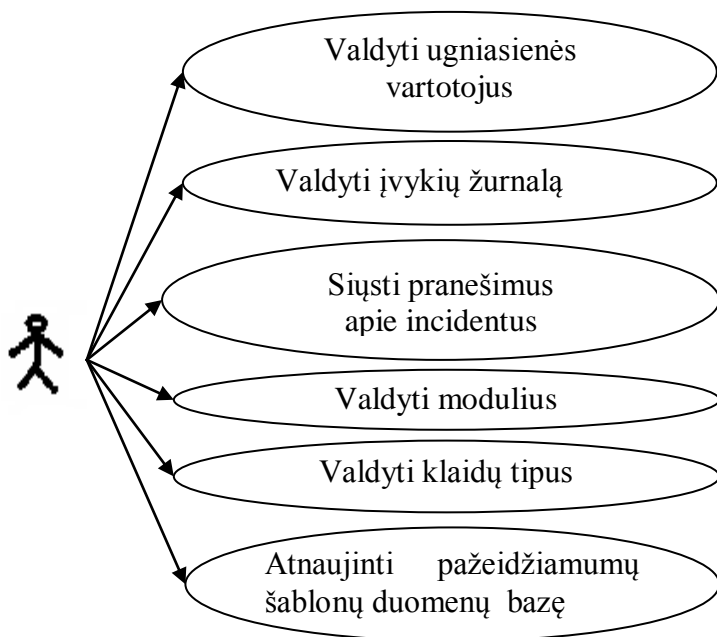 Valdyti ugniasienės
vartotojus
Valdyti įvykių žurnalą
Siųsti pranešimus
apie incidentus
Valdyti modulius
Valdyti klaidų tipus
Atnaujinti pažeidžiamumų
šablonų duomenų bazę